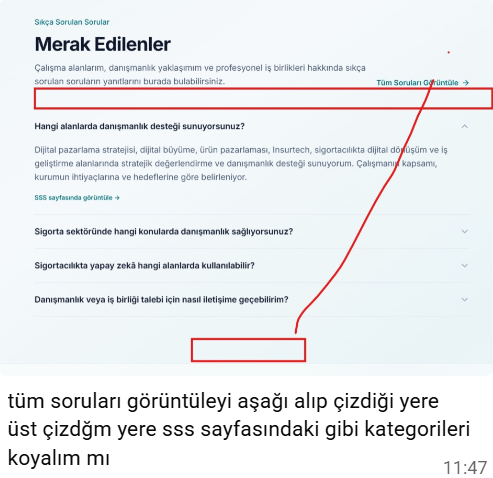 Sıkça Sorulan Sorular
Merak Edilenler
Çalışma alanlarım, danışmanlık yaklaşımım ve profesyonel iş birlikleri hakkında sıkça
sorulan soruların yanıtlarını burada bulabilirsiniz.
Tüm Soruları Görüntüle →
Hangi alanlarda danışmanlık desteği sunuyorsunuz?
Dijital pazarlama stratejisi, dijital büyüme, ürün pazarlaması, Insurtech, sigortacılıkta dijital dönüşüm ve iş
geliştirme alanlarında stratejik değerlendirme ve danışmanlık desteği sunuyorum. Çalışmanın kapsamı,
kurumun ihtiyaçlarına ve hedeflerine göre belirleniyor.
SSS sayfasında görüntüle →
Sigorta sektöründe hangi konularda danışmanlık sağlıyorsunuz?
Sigortacılıkta yapay zekâ hangi alanlarda kullanılabilir?
Danışmanlık veya iş birliği talebi için nasıl iletişime geçebilirim?
tüm soruları görüntüleyi aşağı alıp çizdiği yere
üst çizdğm yere sss sayfasındaki gibi kategorileri
koyalım mı
11:47